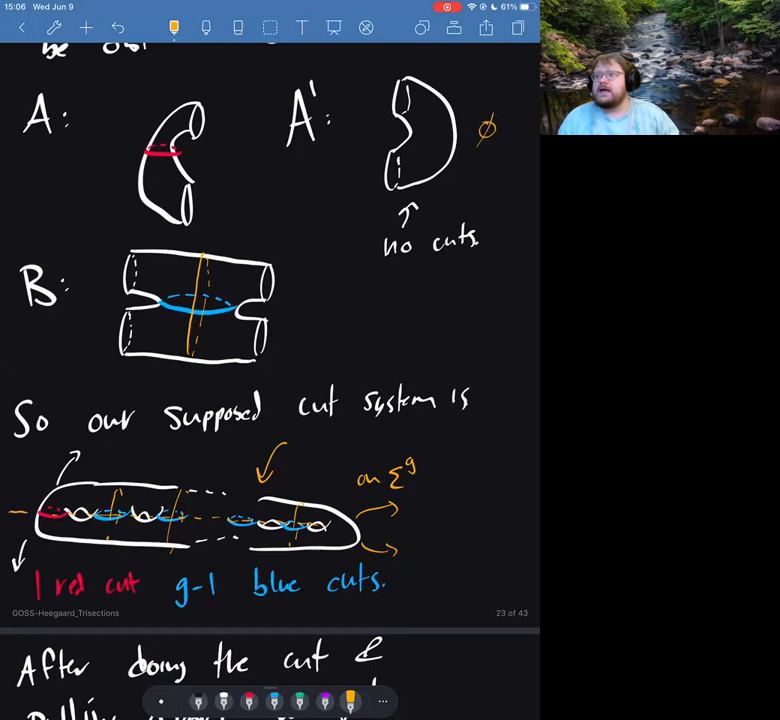 15:06 Wed Jun 9
61%
be
A:
A':
ø
no cuts.
B:
So our supposed cut system is
on Σ^g
1 red cut g-1 blue cuts.
GOSS-Heegaard_Trisections
23 of 43
After doing the cut &